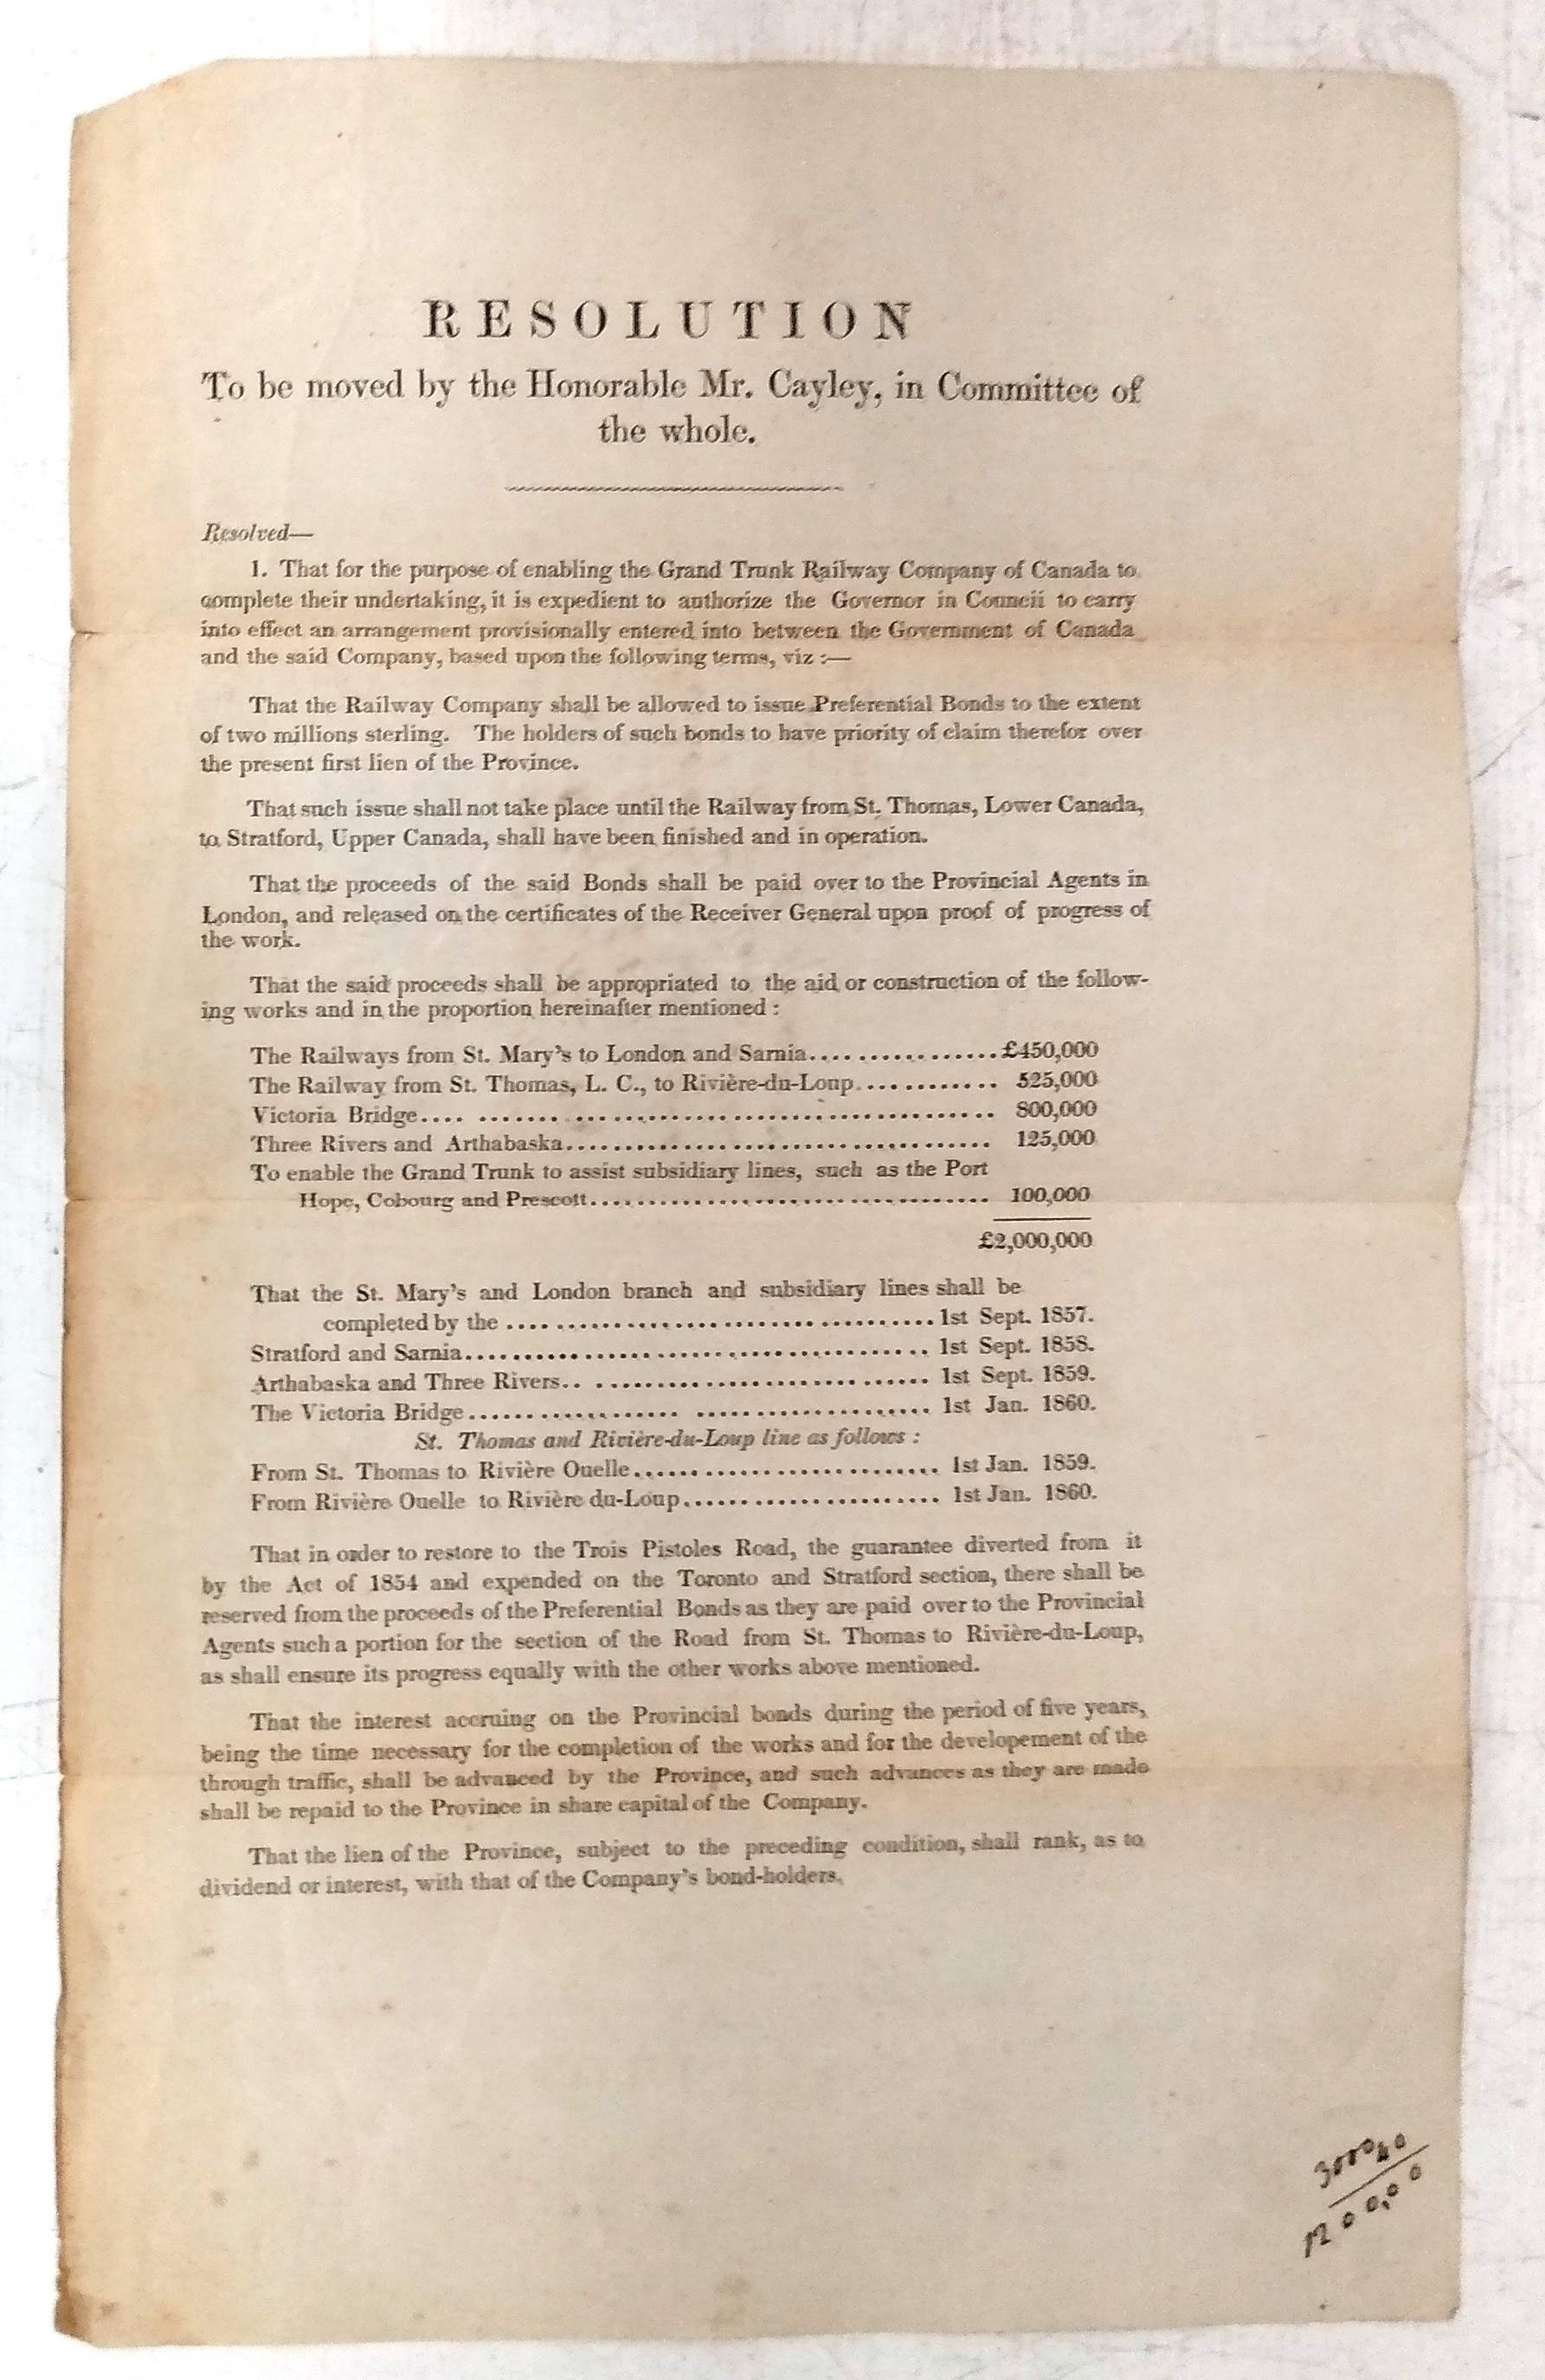 RESOLUTION
To be moved by the Honorable Mr. Cayley, in Committee of
the whole.
Resolved—
1. That for the purpose of enabling the Grand Trunk Railway Company of Canada to
complete their undertaking, it is expedient to authorize the Governor in Council to carry
into effect an arrangement provisionally entered into between the Government of Canada
and the said Company, based upon the following terms, viz :—
That the Railway Company shall be allowed to issue Preferential Bonds to the extent
of two millions sterling. The holders of such bonds to have priority of claim therefor over
the present first lien of the Province.
That such issue shall not take place until the Railway from St. Thomas, Lower Canada,
to Stratford, Upper Canada, shall have been finished and in operation.
That the proceeds of the said Bonds shall be paid over to the Provincial Agents in
London, and released on the certificates of the Receiver General upon proof of progress of
the work.
That the said proceeds shall be appropriated to the aid or construction of the follow-
ing works and in the proportion hereinafter mentioned :
The Railways from St. Mary's to London and Sarnia................£450,000
The Railway from St. Thomas, L. C., to Rivière-du-Loup............ 525,000
Victoria Bridge.... .......................................... 800,000
Three Rivers and Arthabaska.................................... 125,000
To enable the Grand Trunk to assist subsidiary lines, such as the Port
Hope, Cobourg and Prescott.................................. 100,000
£2,000,000
That the St. Mary's and London branch and subsidiary lines shall be
completed by the .....................................1st Sept. 1857.
Stratford and Sarnia........................................ 1st Sept. 1858.
Arthabaska and Three Rivers.. ............................. 1st Sept. 1859.
The Victoria Bridge.................. .................... 1st Jan. 1860.
St. Thomas and Rivière-du-Loup line as follows :
From St. Thomas to Rivière Ouelle.......................... 1st Jan. 1859.
From Rivière Ouelle to Rivière du-Loup...................... 1st Jan. 1860.
That in order to restore to the Trois Pistoles Road, the guarantee diverted from it
by the Act of 1854 and expended on the Toronto and Stratford section, there shall be
reserved from the proceeds of the Preferential Bonds as they are paid over to the Provincial
Agents such a portion for the section of the Road from St. Thomas to Rivière-du-Loup,
as shall ensure its progress equally with the other works above mentioned.
That the interest accruing on the Provincial bonds during the period of five years,
being the time necessary for the completion of the works and for the developement of the
through traffic, shall be advanced by the Province, and such advances as they are made
shall be repaid to the Province in share capital of the Company.
That the lien of the Province, subject to the preceding condition, shall rank, as to
dividend or interest, with that of the Company's bond-holders.